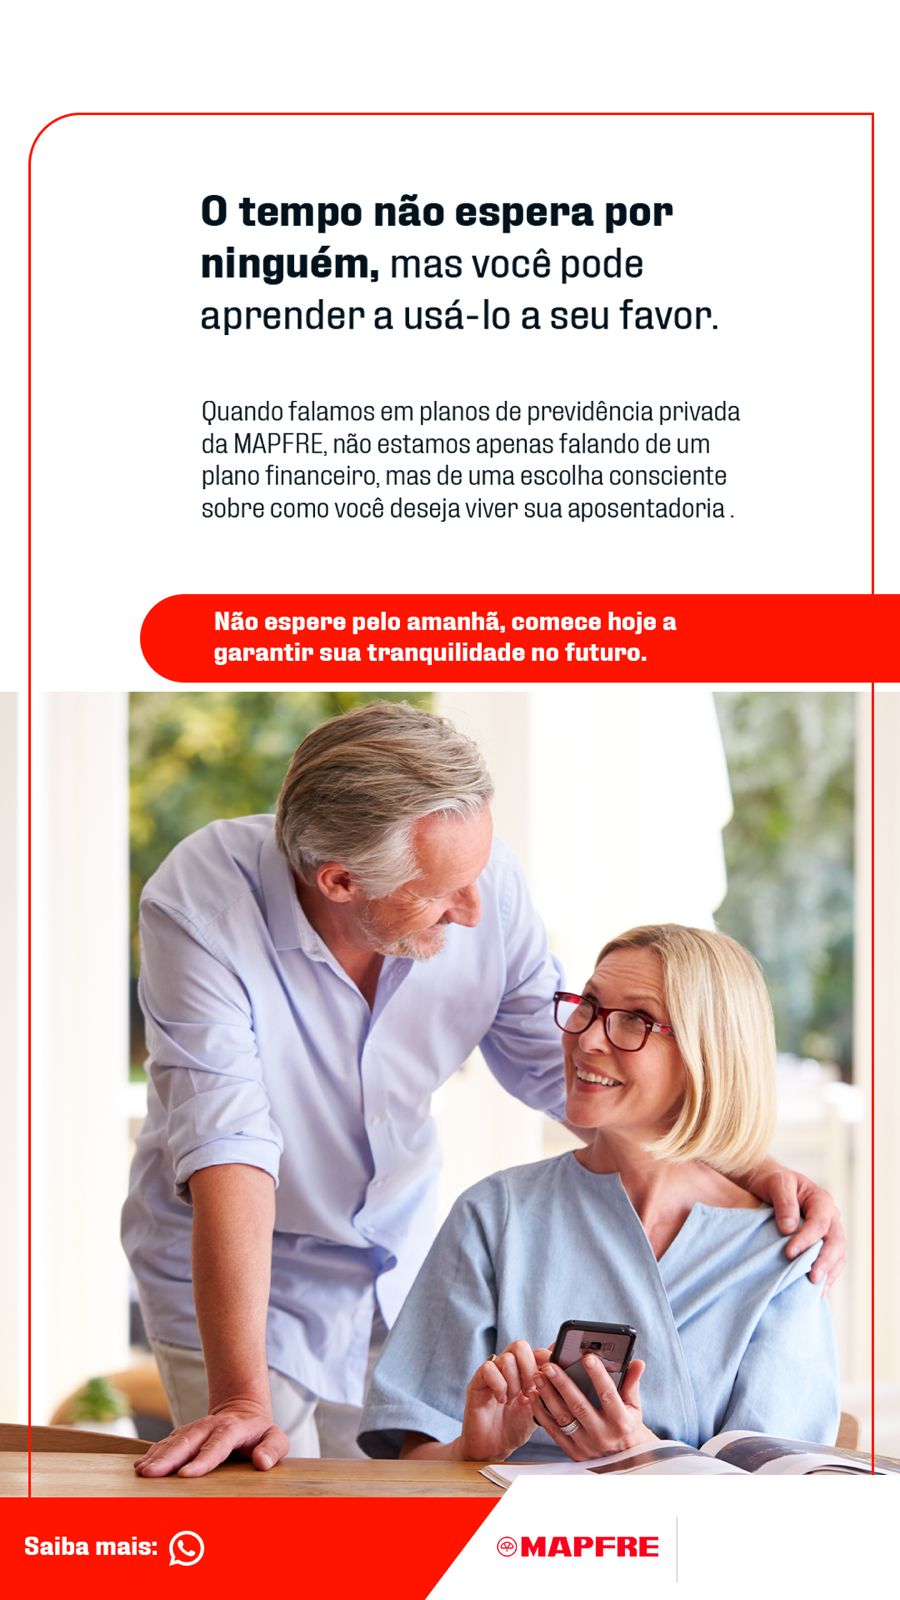 O tempo não espera por
ninguém, mas você pode
aprender a usá-lo a seu favor.
Quando falamos em planos de previdência privada
da MAPFRE, não estamos apenas falando de um
plano financeiro, mas de uma escolha consciente
sobre como você deseja viver sua aposentadoria .
Não espere pelo amanhã, comece hoje a
garantir sua tranquilidade no futuro.
Saiba mais:
MAPFRE